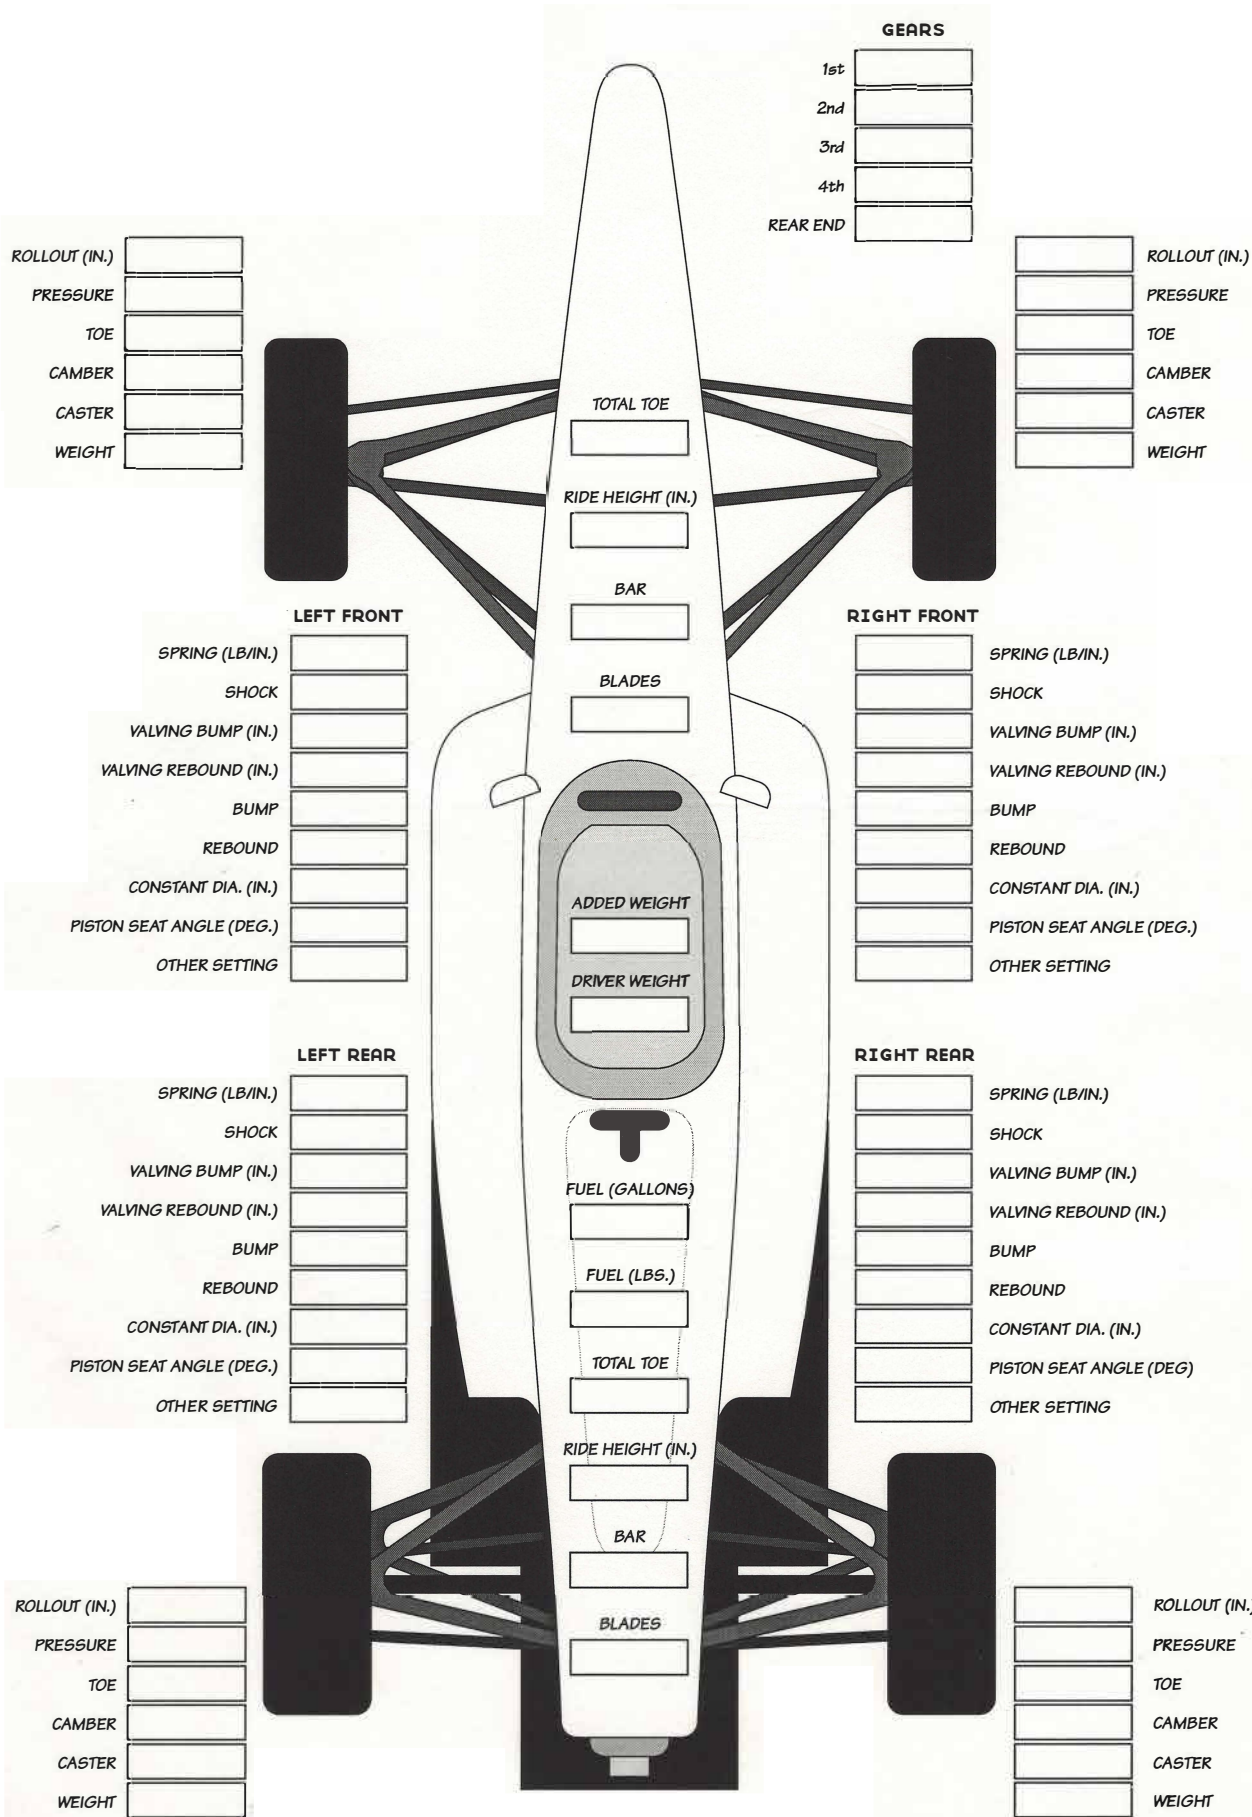 GEARS
1st
2nd
3rd
4th
REAR END
ROLLOUT (IN.)
PRESSURE
TOE
CAMBER
CASTER
WEIGHT
ROLLOUT (IN.)
PRESSURE
TOE
CAMBER
CASTER
WEIGHT
TOTAL TOE
RIDE HEIGHT (IN.)
BAR
BLADES
LEFT FRONT
SPRING (LB/IN.)
SHOCK
VALVING BUMP (IN.)
VALVING REBOUND (IN.)
BUMP
REBOUND
CONSTANT DIA. (IN.)
PISTON SEAT ANGLE (DEG.)
OTHER SETTING
RIGHT FRONT
SPRING (LB/IN.)
SHOCK
VALVING BUMP (IN.)
VALVING REBOUND (IN.)
BUMP
REBOUND
CONSTANT DIA. (IN.)
PISTON SEAT ANGLE (DEG.)
OTHER SETTING
ADDED WEIGHT
DRIVER WEIGHT
LEFT REAR
SPRING (LB/IN.)
SHOCK
VALVING BUMP (IN.)
VALVING REBOUND (IN.)
BUMP
REBOUND
CONSTANT DIA. (IN.)
PISTON SEAT ANGLE (DEG.)
OTHER SETTING
RIGHT REAR
SPRING (LB/IN.)
SHOCK
VALVING BUMP (IN.)
VALVING REBOUND (IN.)
BUMP
REBOUND
CONSTANT DIA. (IN.)
PISTON SEAT ANGLE (DEG)
OTHER SETTING
FUEL (GALLONS)
FUEL (LBS.)
TOTAL TOE
RIDE HEIGHT (IN.)
BAR
BLADES
ROLLOUT (IN.)
PRESSURE
TOE
CAMBER
CASTER
WEIGHT
ROLLOUT (IN.)
PRESSURE
TOE
CAMBER
CASTER
WEIGHT